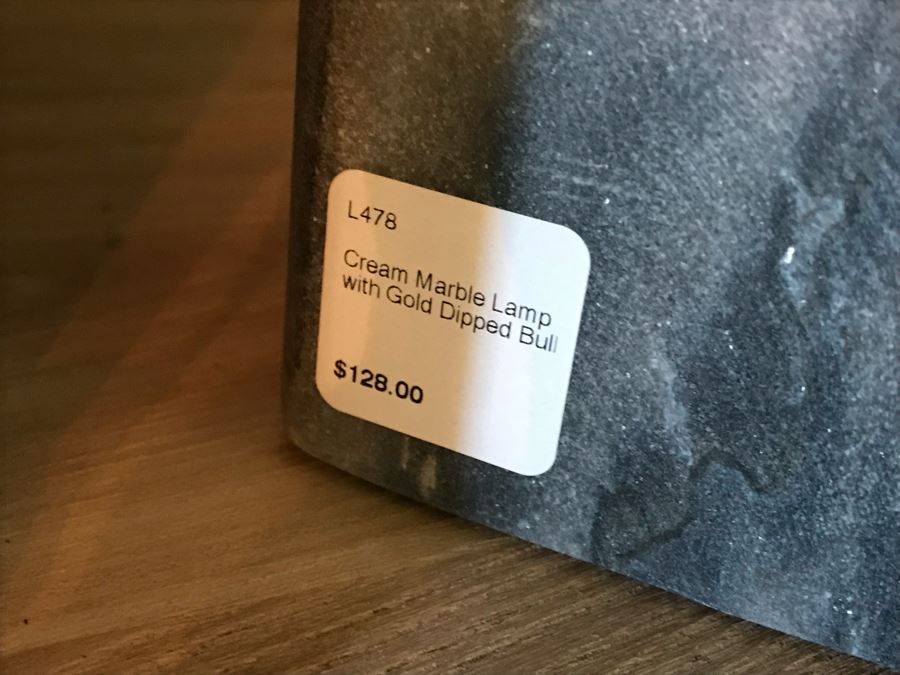 L478
Cream Marble Lamp
with Gold Dipped Bull
$128.00